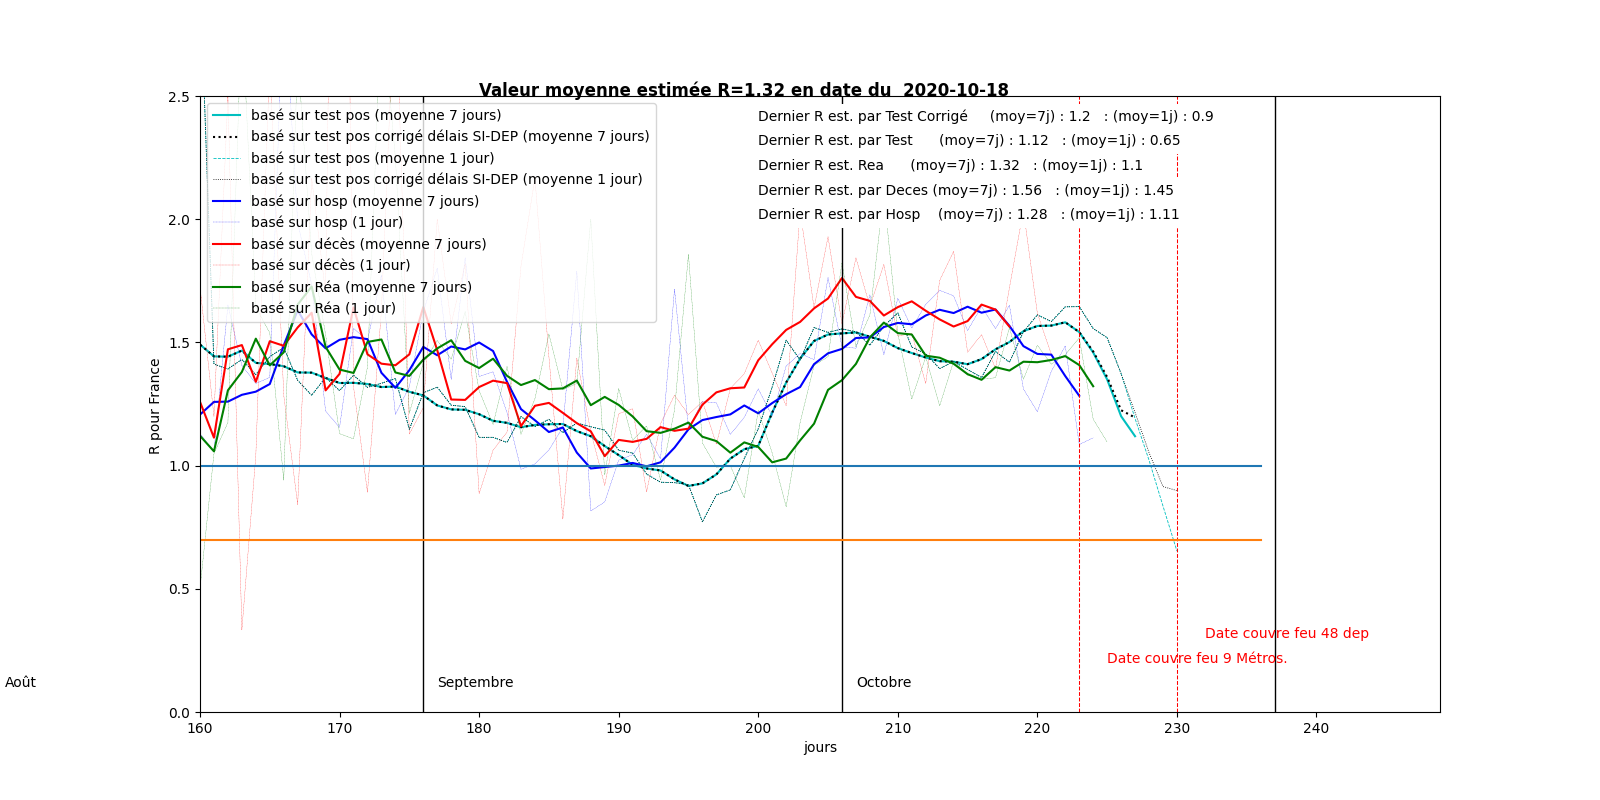 Valeur moyenne estimée R=1.32 en date du  2020-10-18
2.5
2.0
1.5
1.0
0.5
0.0
R pour France
basé sur test pos (moyenne 7 jours)
basé sur test pos corrigé délais SI-DEP (moyenne 7 jours)
basé sur test pos (moyenne 1 jour)
basé sur test pos corrigé délais SI-DEP (moyenne 1 jour)
basé sur hosp (moyenne 7 jours)
basé sur hosp (1 jour)
basé sur décès (moyenne 7 jours)
basé sur décès (1 jour)
basé sur Réa (moyenne 7 jours)
basé sur Réa (1 jour)
Dernier R est. par Test Corrigé     (moy=7j) : 1.2   : (moy=1j) : 0.9
Dernier R est. par Test      (moy=7j) : 1.12   : (moy=1j) : 0.65
Dernier R est. Rea      (moy=7j) : 1.32   : (moy=1j) : 1.1
Dernier R est. par Deces (moy=7j) : 1.56   : (moy=1j) : 1.45
Dernier R est. par Hosp    (moy=7j) : 1.28   : (moy=1j) : 1.11
Date couvre feu 48 dep
Date couvre feu 9 Métros.
Août
Septembre
Octobre
160
170
180
190
200
210
220
230
240
jours